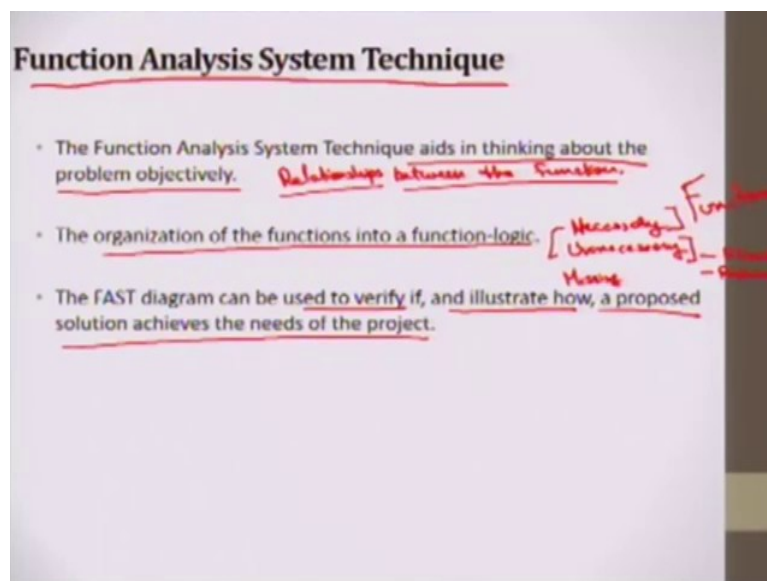 Function Analysis System Technique
• The Function Analysis System Technique aids in thinking about the
problem objectively. Relationships between the Functions.
• The organization of the functions into a function-logic. [ Necessary ]
Unnecessary ] –
Missing –
• The FAST diagram can be used to verify if, and illustrate how, a proposed
solution achieves the needs of the project.